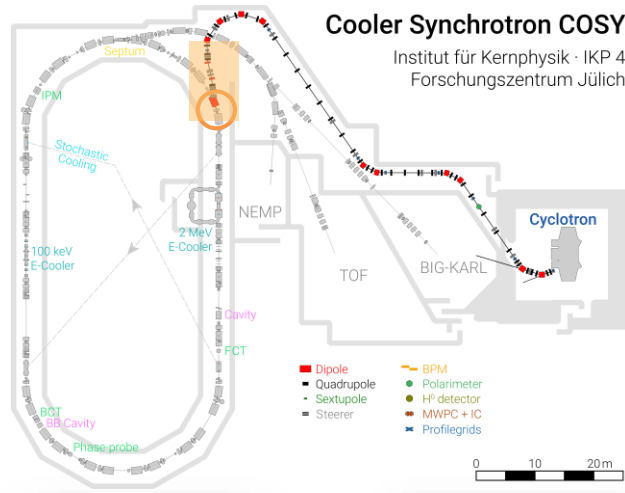 Cooler Synchrotron COSY
Institut für Kernphysik · IKP 4
Forschungszentrum Jülich
Septum
IPM
Stochastic
Cooling
NEMP
Cyclotron
100 keV
E-Cooler
2 MeV
E-Cooler
TOF
BIG-KARL
Cavity
FCT
BCT
BB Cavity
Phase-probe
Dipole
Quadrupole
Sextupole
Steerer
BPM
Polarimeter
H⁰ detector
MWPC + IC
Profilegrids
0 10 20 m